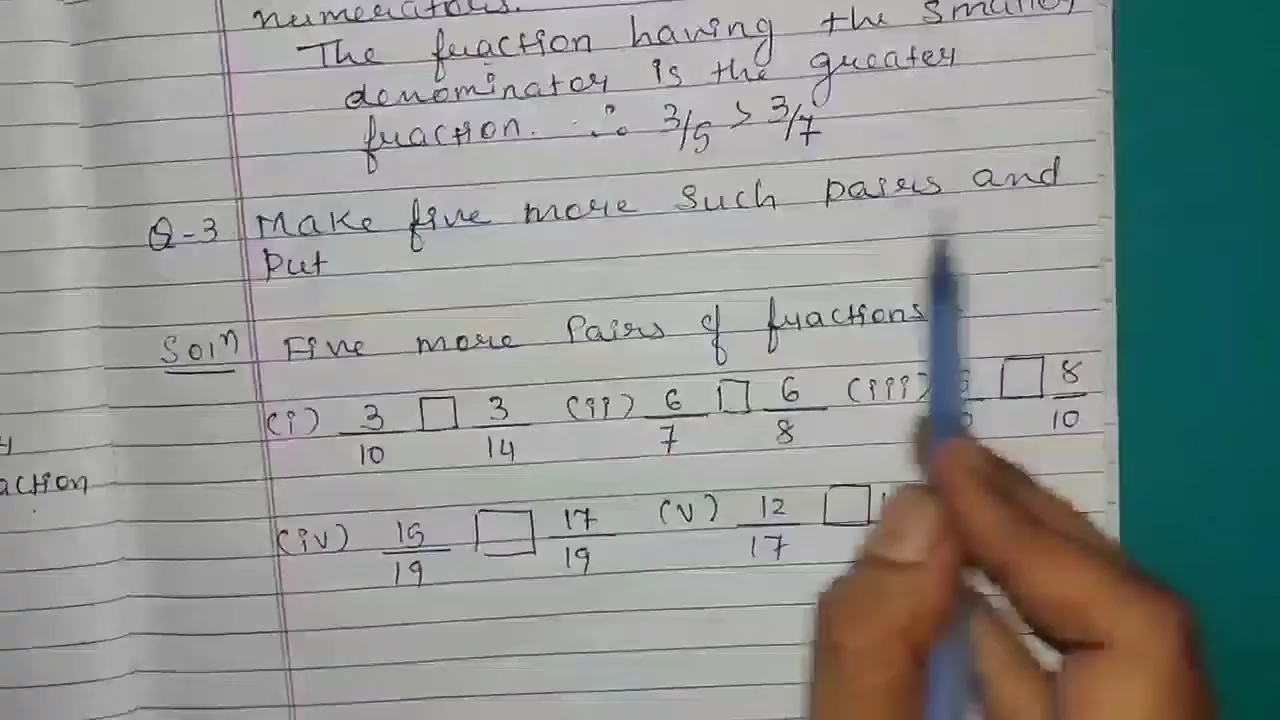 numerators.
The fraction having the smaller
denominator is the greater
fraction. ∴ 3/5 > 3/7
Q-3 Make five more such pairs and
put
Solⁿ Five more Pairs of fractions
(i) 3/10 □ 3/14 (ii) 6/7 □ 6/8 (iii) □ 8/10
action
(iv) 15/19 □ 17/19 (v) 12/17 □